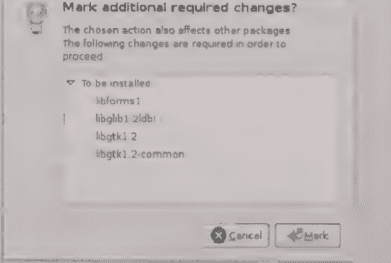 Mark additional required changes?
The chosen action also affects other packages
The following changes are required in order to
proceed
To be installed
libforms1
libglib1.2ldbl
libgtk1.2
libgtk1.2-common
Cancel
Mark